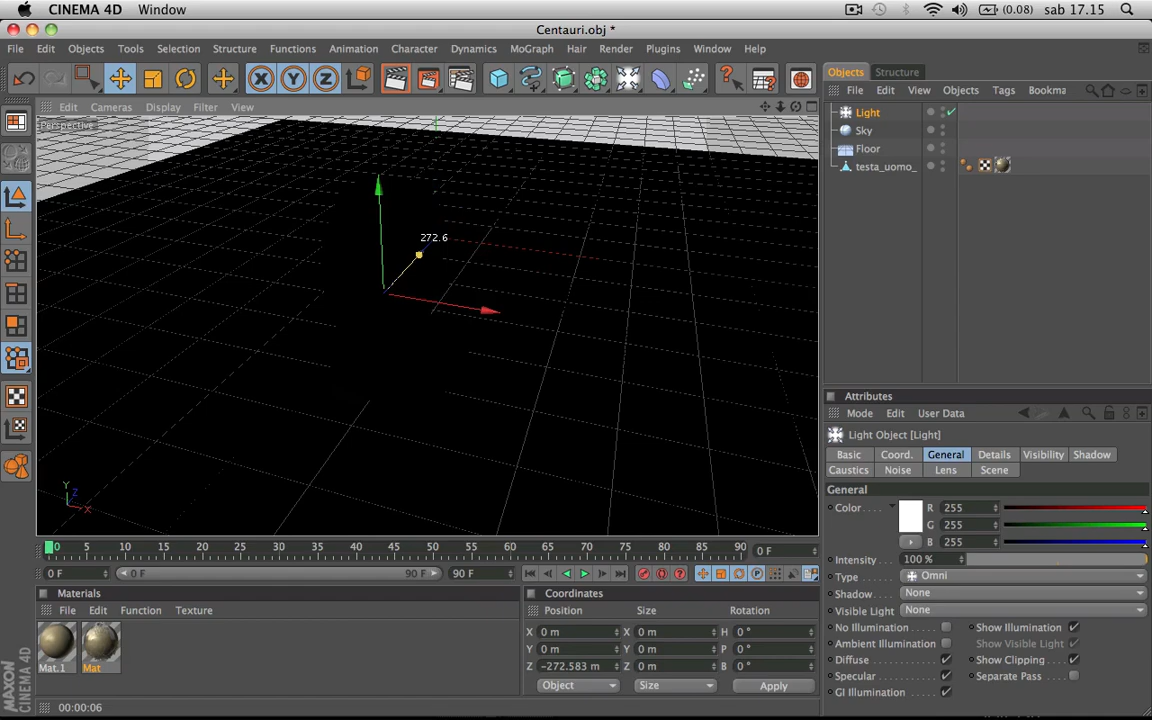 CINEMA 4D Window (0.08) sab 17.15
Centauri.obj *
File Edit Objects Tools Selection Structure Functions Animation Character Dynamics MoGraph Hair Render Plugins Window Help
X Y Z
Objects Structure
Edit Cameras Display Filter View
File Edit View Objects Tags Bookma
Perspective
Light
Sky
Floor
testa_uomo_
272.6
Y Z X
Attributes
Mode Edit User Data
Light Object [Light]
Basic Coord. General Details Visibility Shadow
Caustics Noise Lens Scene
General
Color R 255
G 255
B 255
Intensity 100 %
Type Omni
Shadow None
Visible Light None
No Illumination Show Illumination
Ambient Illumination Show Visible Light
Diffuse Show Clipping
Specular Separate Pass
GI Illumination
0 5 10 15 20 25 30 35 40 45 50 55 60 65 70 75 80 85 90 0 F
0 F 0 F 90 F 90 F
Materials
File Edit Function Texture
Mat.1 Mat
Coordinates
Position Size Rotation
X 0 m X 0 m H 0 °
Y 0 m Y 0 m P 0 °
Z -272.583 m Z 0 m B 0 °
Object Size Apply
MAXON
CINEMA 4D
00:00:06